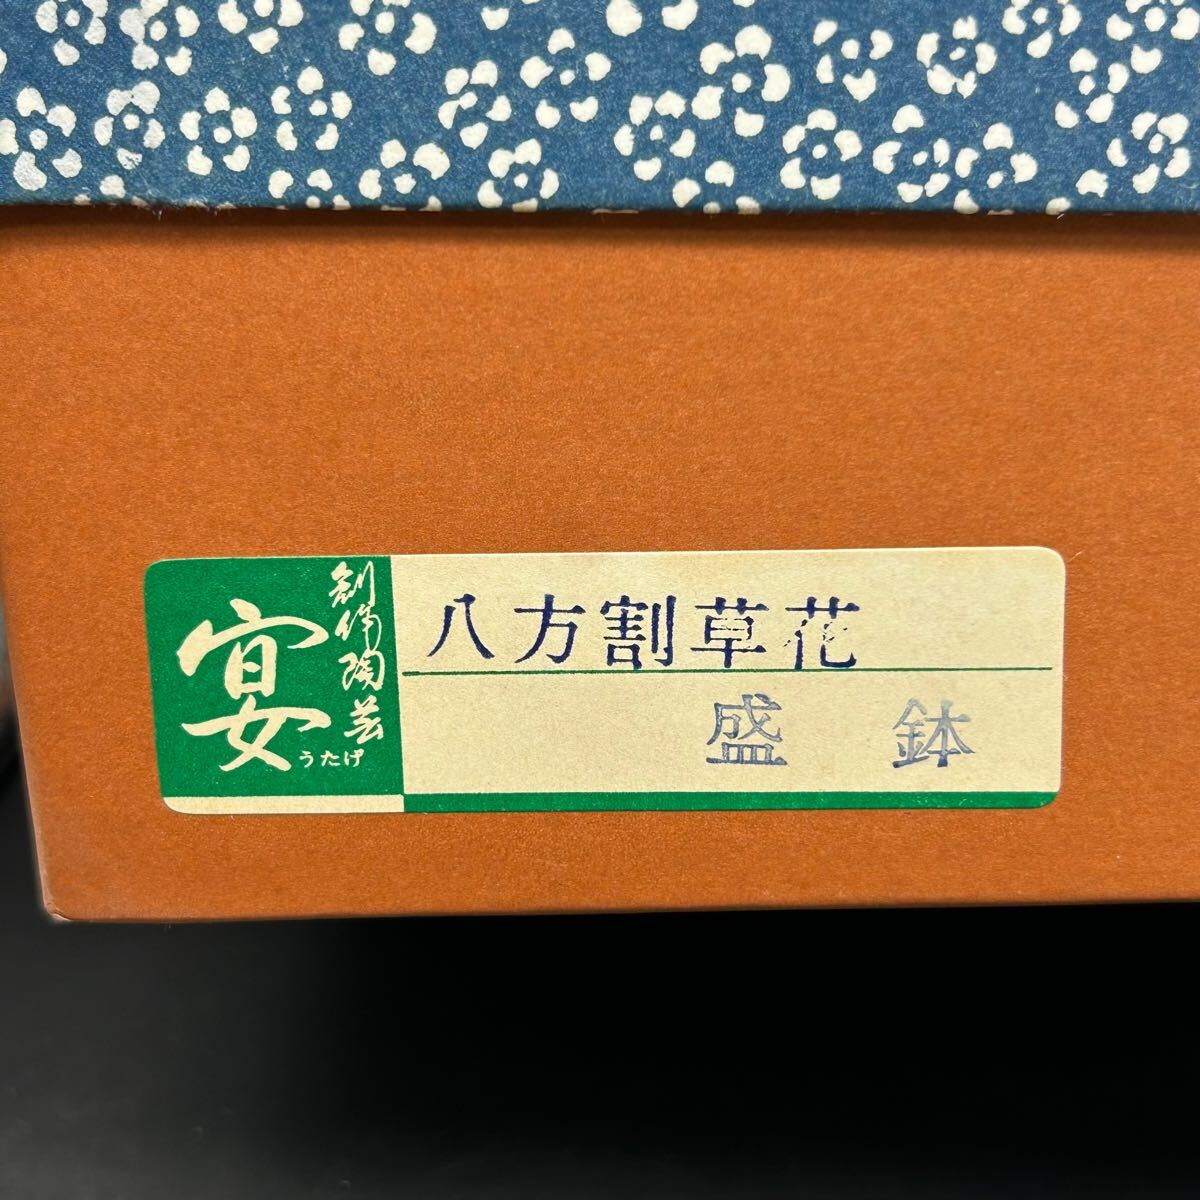 創作陶芸
宴
うたげ
八方割草花
盛 鉢